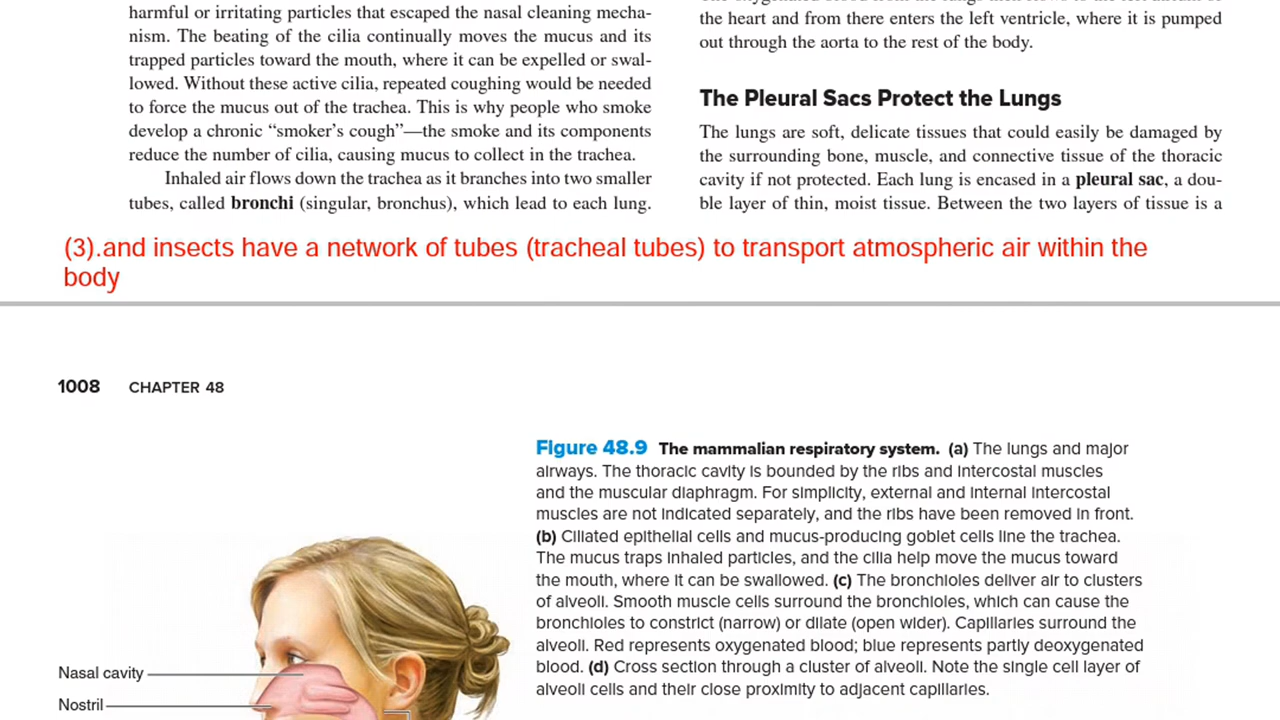 harmful or irritating particles that escaped the nasal cleaning mecha-
nism. The beating of the cilia continually moves the mucus and its
trapped particles toward the mouth, where it can be expelled or swal-
lowed. Without these active cilia, repeated coughing would be needed
to force the mucus out of the trachea. This is why people who smoke
develop a chronic “smoker’s cough”—the smoke and its components
reduce the number of cilia, causing mucus to collect in the trachea.
Inhaled air flows down the trachea as it branches into two smaller
tubes, called bronchi (singular, bronchus), which lead to each lung.
the heart and from there enters the left ventricle, where it is pumped
out through the aorta to the rest of the body.
The Pleural Sacs Protect the Lungs
The lungs are soft, delicate tissues that could easily be damaged by
the surrounding bone, muscle, and connective tissue of the thoracic
cavity if not protected. Each lung is encased in a pleural sac, a dou-
ble layer of thin, moist tissue. Between the two layers of tissue is a
(3).and insects have a network of tubes (tracheal tubes) to transport atmospheric air within the
body
1008 CHAPTER 48
Figure 48.9 The mammalian respiratory system. (a) The lungs and major
airways. The thoracic cavity is bounded by the ribs and intercostal muscles
and the muscular diaphragm. For simplicity, external and internal intercostal
muscles are not indicated separately, and the ribs have been removed in front.
(b) Ciliated epithelial cells and mucus-producing goblet cells line the trachea.
The mucus traps inhaled particles, and the cilia help move the mucus toward
the mouth, where it can be swallowed. (c) The bronchioles deliver air to clusters
of alveoli. Smooth muscle cells surround the bronchioles, which can cause the
bronchioles to constrict (narrow) or dilate (open wider). Capillaries surround the
alveoli. Red represents oxygenated blood; blue represents partly deoxygenated
blood. (d) Cross section through a cluster of alveoli. Note the single cell layer of
alveoli cells and their close proximity to adjacent capillaries.
Nasal cavity
Nostril